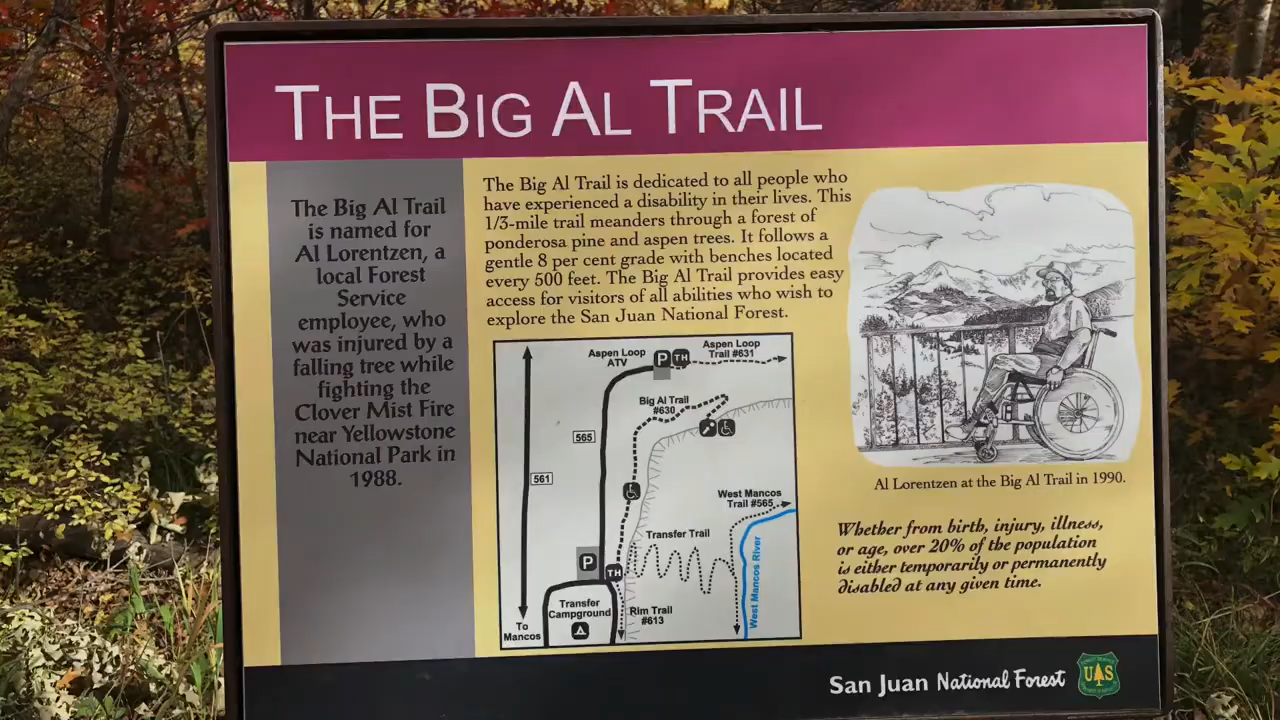 THE BIG AL TRAIL
The Big Al Trail
is named for
Al Lorentzen, a
local Forest
Service
employee, who
was injured by a
falling tree while
fighting the
Clover Mist Fire
near Yellowstone
National Park in
1988.
The Big Al Trail is dedicated to all people who
have experienced a disability in their lives. This
1/3-mile trail meanders through a forest of
ponderosa pine and aspen trees. It follows a
gentle 8 per cent grade with benches located
every 500 feet. The Big Al Trail provides easy
access for visitors of all abilities who wish to
explore the San Juan National Forest.
Aspen Loop
ATV
P
TH
Aspen Loop
Trail #631
Big Al Trail
#630
565
561
West Mancos
Trail #565
Transfer Trail
P
TH
West Mancos River
Transfer
Campground
Rim Trail
#613
To
Mancos
Al Lorentzen at the Big Al Trail in 1990.
Whether from birth, injury, illness,
or age, over 20% of the population
is either temporarily or permanently
disabled at any given time.
San Juan National Forest
UAS